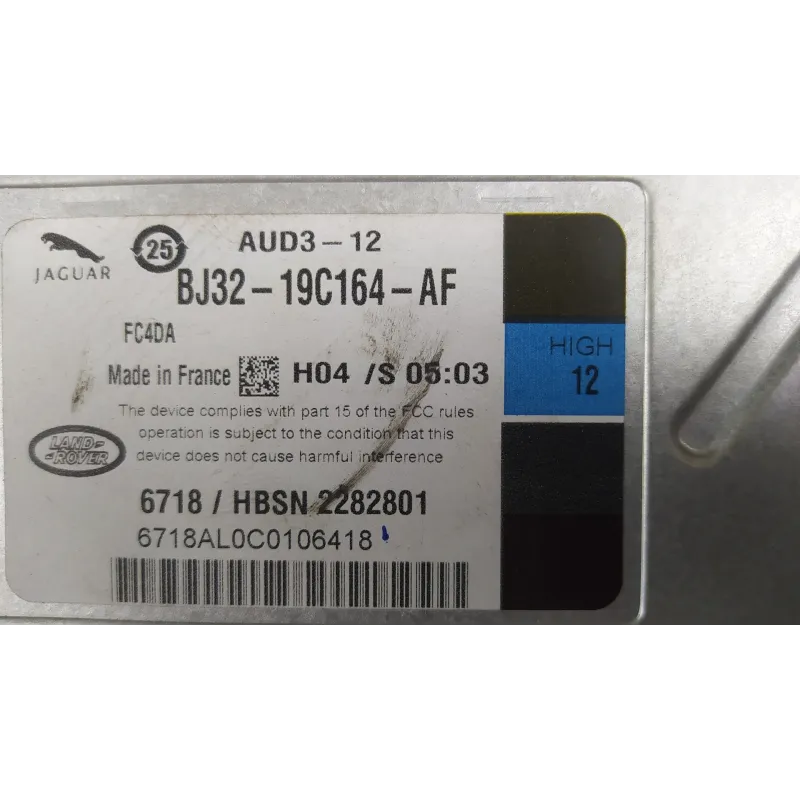 JAGUAR
25
AUD3-12
BJ32-19C164-AF
FC4DA
Made in France
H04 /S 05:03
HIGH
12
The device complies with part 15 of the FCC rules
operation is subject to the condition that this
device does not cause harmful interference
LAND-
-ROVER
6718 / HBSN 2282801
6718AL0C0106418